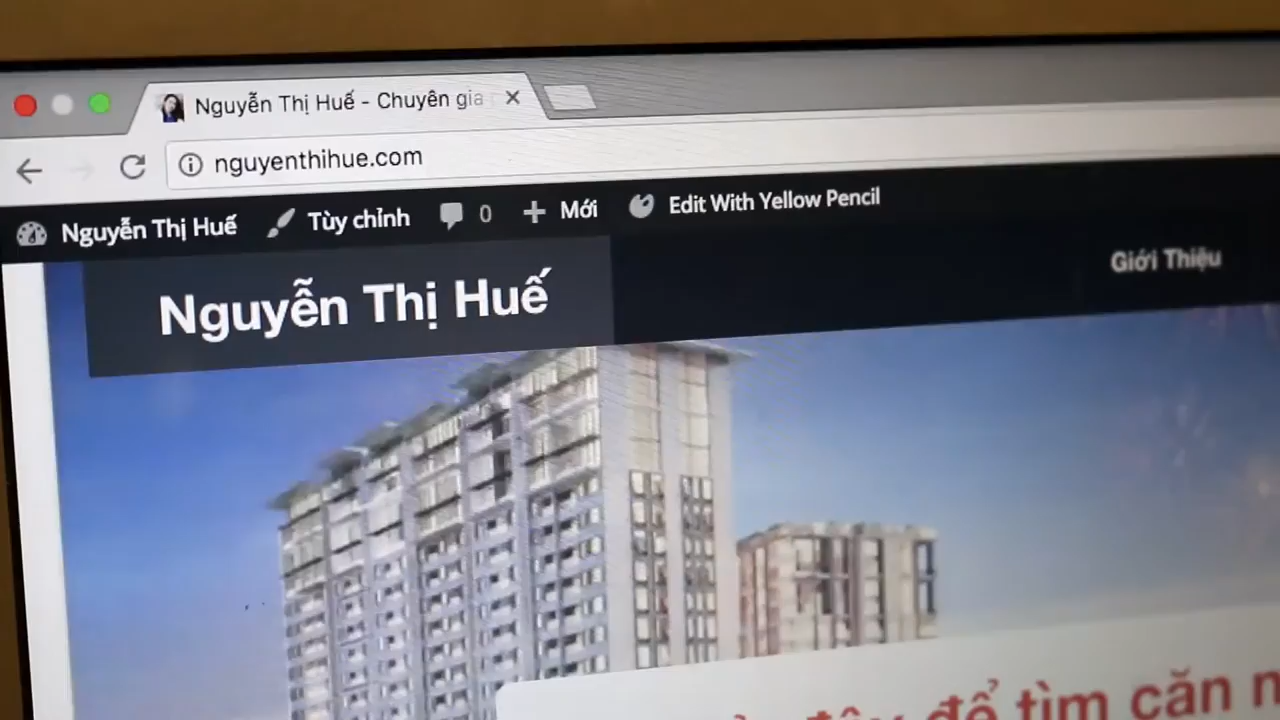 Nguyễn Thị Huế - Chuyên gia
nguyenthihue.com
Nguyễn Thị Huế Tùy chỉnh 0 Mới Edit With Yellow Pencil
Nguyễn Thị Huế
Giới Thiệu
đây để tìm căn